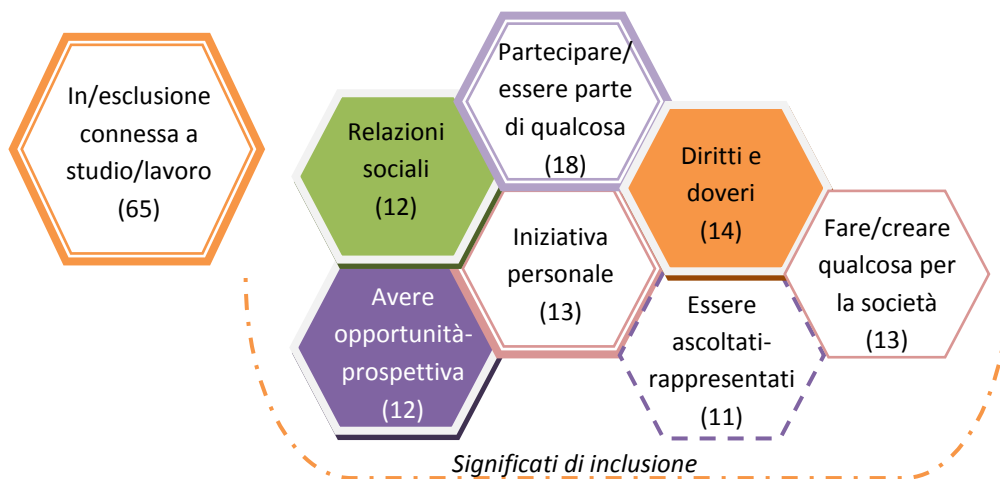 In/esclusione
connessa a
studio/lavoro
(65)
Relazioni
sociali
(12)
Partecipare/
essere parte
di qualcosa
(18)
Diritti e
doveri
(14)
Avere
opportunità-
prospettiva
(12)
Iniziativa
personale
(13)
Essere
ascoltati-
rappresentati
(11)
Fare/creare
qualcosa per
la società
(13)
Significati di inclusione